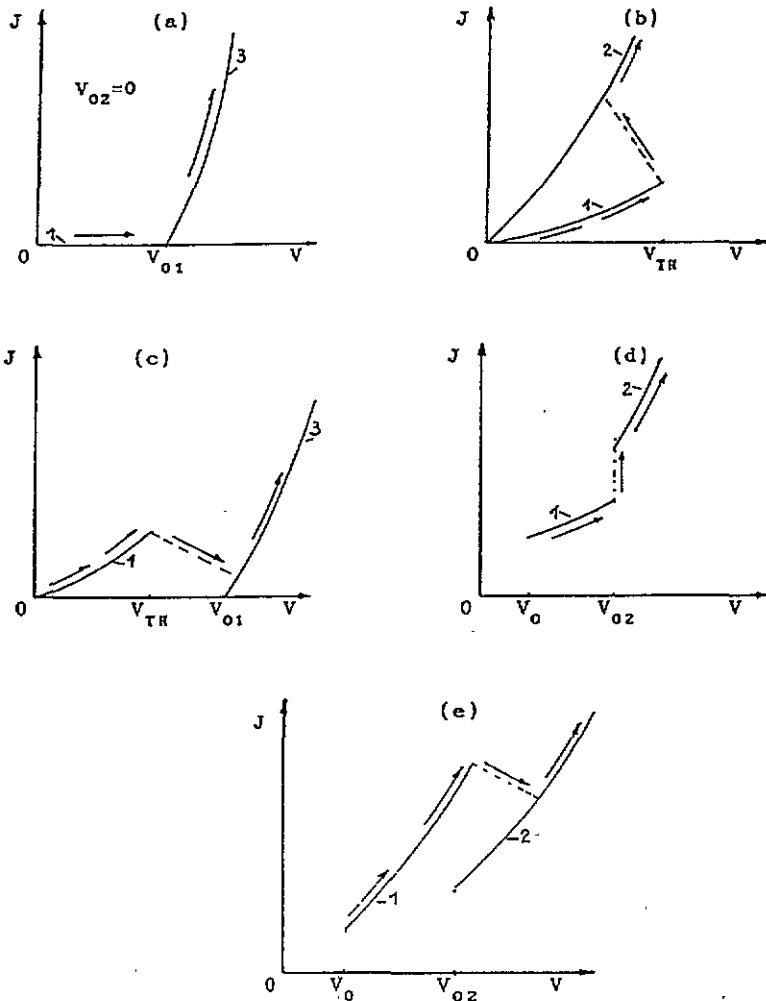 J (a)
3
V02=0
1
0 V01 V
J (b)
2
1
0 VTH V
J (c)
3
1
0 VTH V01 V
J (d)
2
1
0 V0 V02 V
J (e)
2
1
0 V0 V02 V